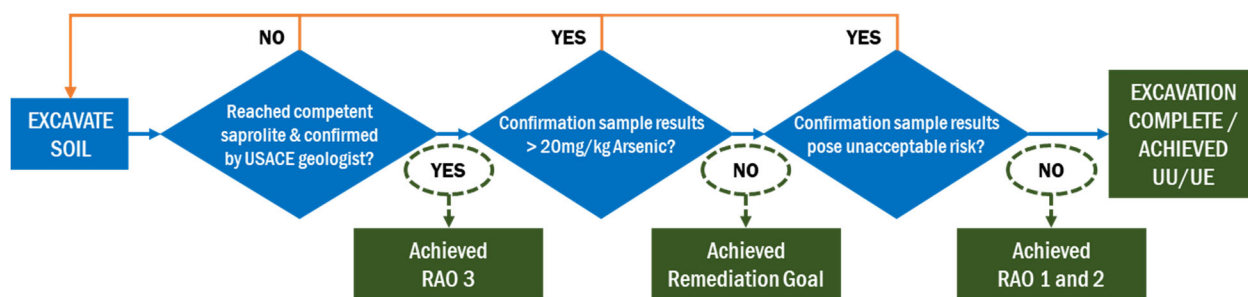 NO
YES
YES
EXCAVATE
SOIL
Reached competent
saprolite & confirmed
by USACE geologist?
Confirmation sample results
> 20mg/kg Arsenic?
Confirmation sample results
pose unacceptable risk?
EXCAVATION
COMPLETE /
ACHIEVED
UU/UE
YES
NO
NO
Achieved
RAO 3
Achieved
Remediation Goal
Achieved
RAO 1 and 2